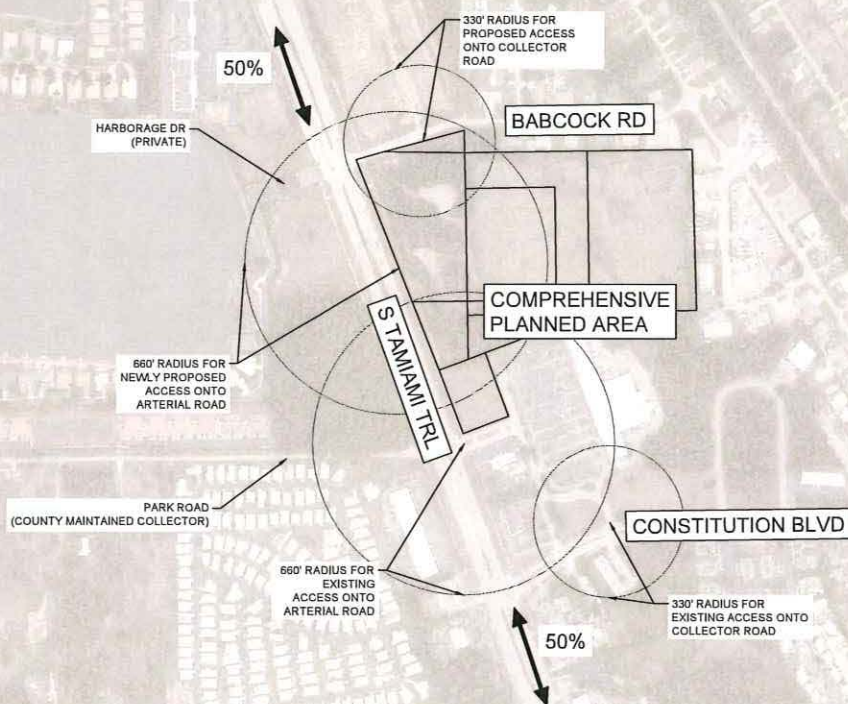 330' RADIUS FOR
PROPOSED ACCESS
ONTO COLLECTOR
ROAD
50%
BABCOCK RD
HARBORAGE DR
(PRIVATE)
COMPREHENSIVE
PLANNED AREA
S TAMIAMI TRL
660' RADIUS FOR
NEWLY PROPOSED
ACCESS ONTO
ARTERIAL ROAD
PARK ROAD
(COUNTY MAINTAINED COLLECTOR)
CONSTITUTION BLVD
660' RADIUS FOR
EXISTING
ACCESS ONTO
ARTERIAL ROAD
330' RADIUS FOR
EXISTING ACCESS ONTO
COLLECTOR ROAD
50%